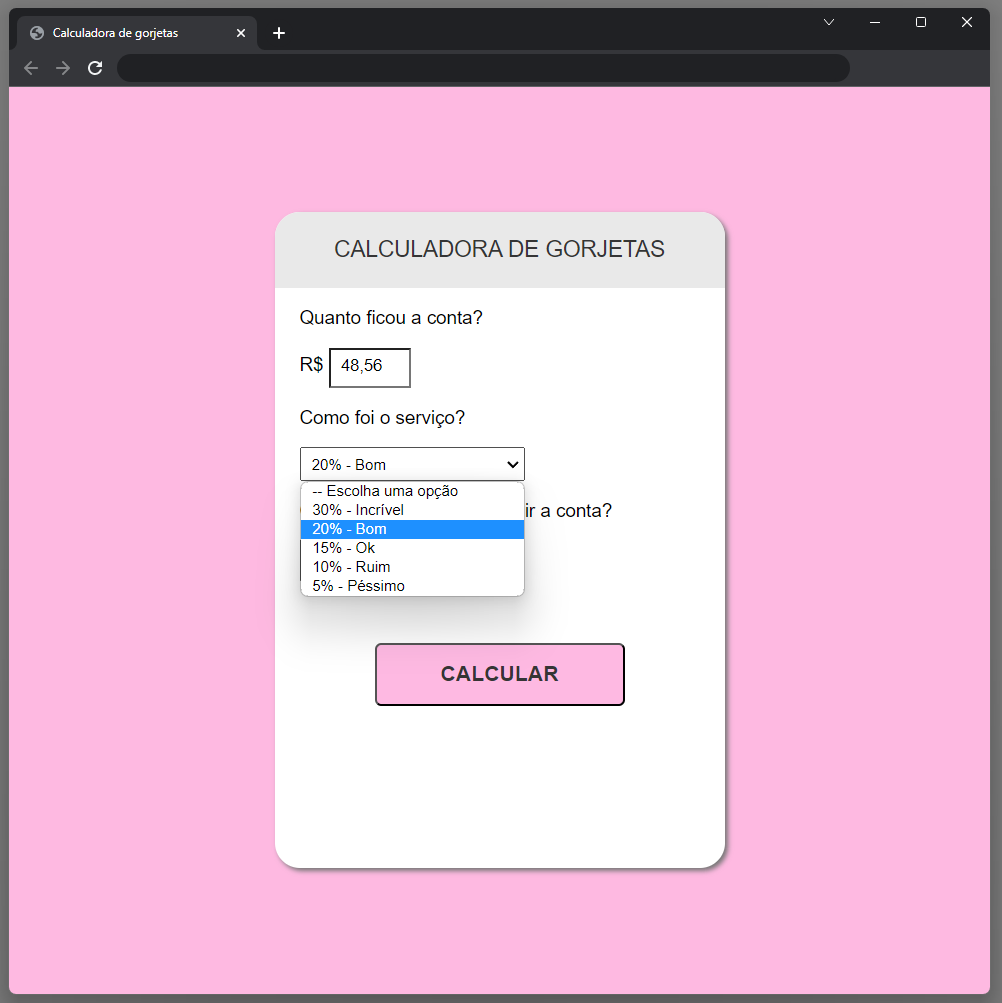 Calculadora de gorjetas
CALCULADORA DE GORJETAS
Quanto ficou a conta?
R$ 48,56
Como foi o serviço?
20% - Bom
-- Escolha uma opção
30% - Incrível
20% - Bom
15% - Ok
10% - Ruim
5% - Péssimo
ir a conta?
CALCULAR